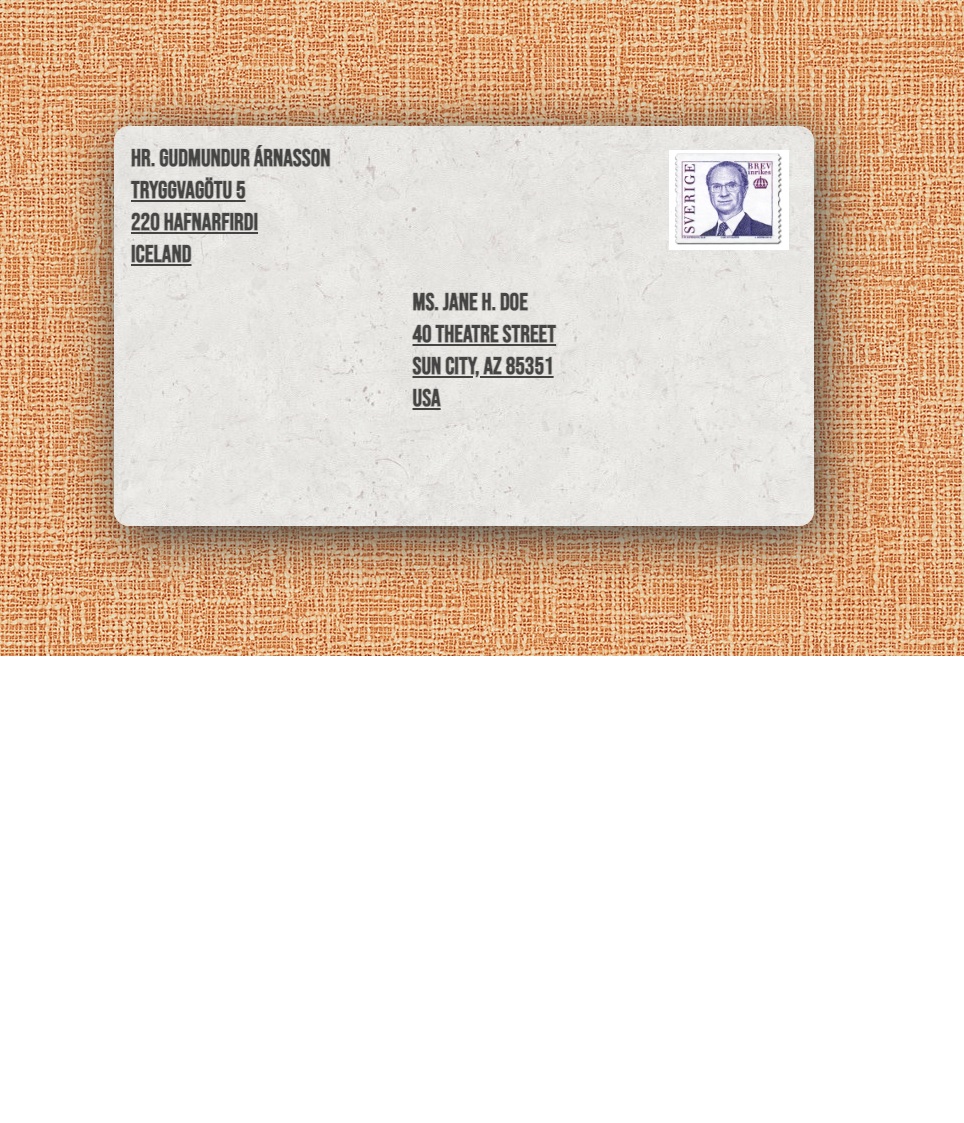 HR. GUDMUNDUR ÁRNASSON
TRYGGVAGÖTU 5
220 HAFNARFIRDI
ICELAND
SVERIGE
BREV
inrikes
MS. JANE H. DOE
40 THEATRE STREET
SUN CITY, AZ 85351
USA